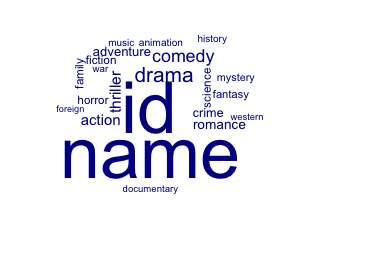 music animation history
adventure comedy
fiction
family war drama science mystery
thriller
horror id fantasy
foreign crime western
action romance
name
documentary